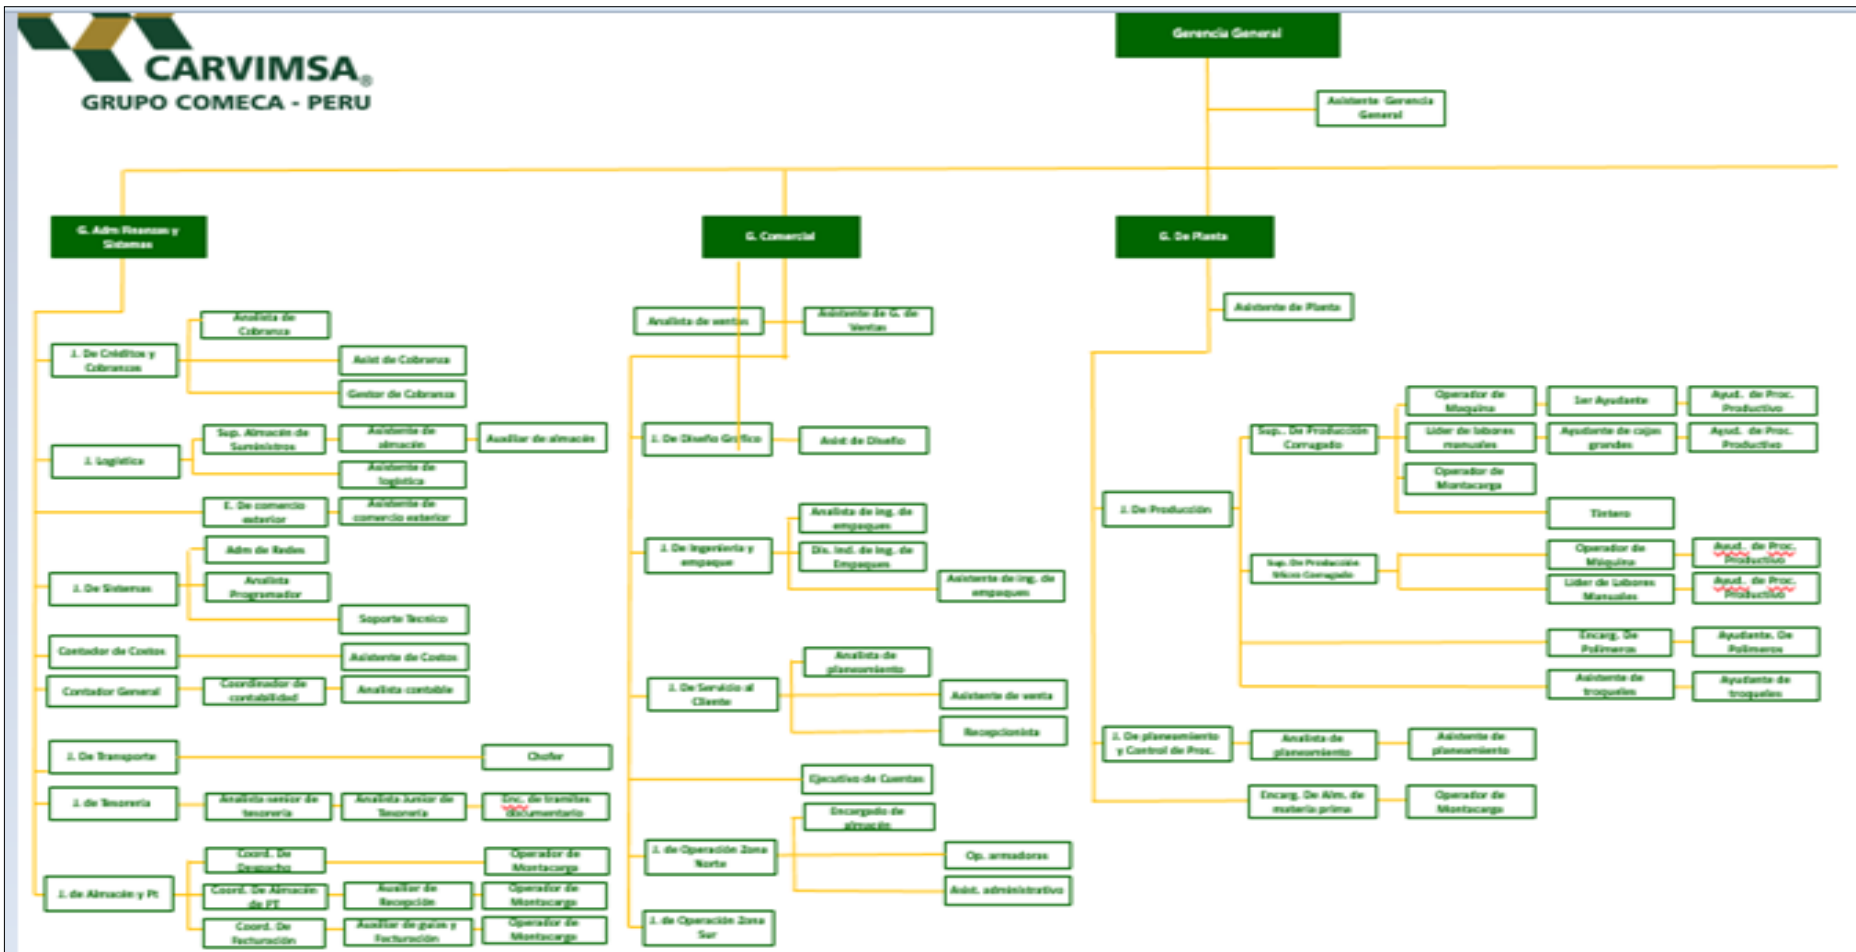 CARVIMSA®
GRUPO COMECA - PERU
Gerencia General
Asistente Gerencia
General
G. Adm Finanzas y
Sistemas
G. Comercial
G. De Planta
Analista de
Cobranza
J. De Créditos y
Cobranzas
Asist de Cobranza
Gestor de Cobranza
Sup. Almacén de
Suministros
Asistente de
almacén
Auxiliar de almacén
J. Logística
Asistente de
logística
E. De comercio
exterior
Asistente de
comercio exterior
Adm de Redes
J. De Sistemas
Analista
Programador
Soporte Tecnico
Contador de Costos
Asistente de Costos
Contador General
Coordinador de
contabilidad
Analista contable
J. De Transporte
Chofer
J. de Tesorería
Analista senior de
tesorería
Analista Junior de
Tesorería
Enc. de tramites
documentario
Coord. De
Despacho
Operador de
Montacarga
J. de Almacén y Pt
Coord. De Almacén
de PT
Auxiliar de
Recepción
Operador de
Montacarga
Coord. De
Facturación
Auxiliar de guías y
Facturación
Operador de
Montacarga
Analista de ventas
Asistente de G. de
Ventas
J. De Diseño Gráfico
Asist de Diseño
Analista de ing. de
empaques
J. De Ingeniería y
empaque
Dis. Ind. de Ing. de
Empaques
Asistente de ing. de
empaques
Analista de
planeamiento
J. De Servicio al
Cliente
Asistente de venta
Recepcionista
Ejecutivo de Cuentas
Encargado de
almacén
J. de Operación Zona
Norte
Op. armadoras
Asist. administrativo
J. de Operación Zona
Sur
Asistente de Planta
Operador de
Maquina
1er Ayudante
Ayud. de Proc.
Productivo
Sup.. De Producción
Corrugado
Lider de labores
manuales
Ayudante de cajas
grandes
Ayud. de Proc.
Productivo
Operador de
Montacarga
J. De Producción
Tintero
Sup. De Producción
Micro Corrugado
Operador de
Máquina
Ayud. de Proc.
Productivo
Lider de Labores
Manuales
Ayud. de Proc.
Productivo
Encarg. De
Polímeros
Ayudante. De
Polímeros
Asistente de
troqueles
Ayudante de
troqueles
J. De planeamiento
y Control de Proc.
Analista de
planeamiento
Asistente de
planeamiento
Encarg. De Alm. de
materia prima
Operador de
Montacarga